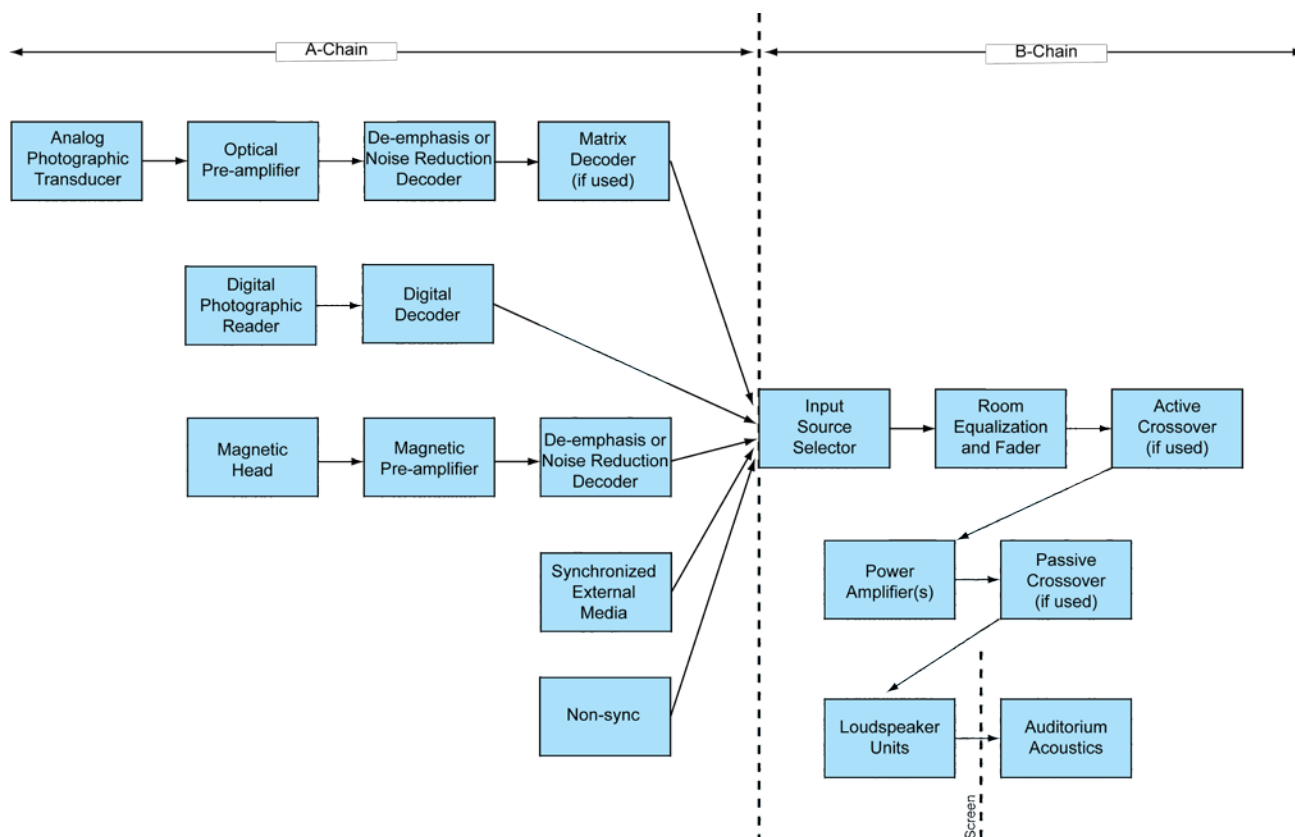 A-Chain
B-Chain
Analog
Photographic
Transducer
Optical
Pre-amplifier
De-emphasis or
Noise Reduction
Decoder
Matrix
Decoder
(if used)
Digital
Photographic
Reader
Digital
Decoder
Magnetic
Head
Magnetic
Pre-amplifier
De-emphasis or
Noise Reduction
Decoder
Synchronized
External
Media
Non-sync
Input
Source
Selector
Room
Equalization
and Fader
Active
Crossover
(if used)
Power
Amplifier(s)
Passive
Crossover
(if used)
Loudspeaker
Units
Auditorium
Acoustics
Screen